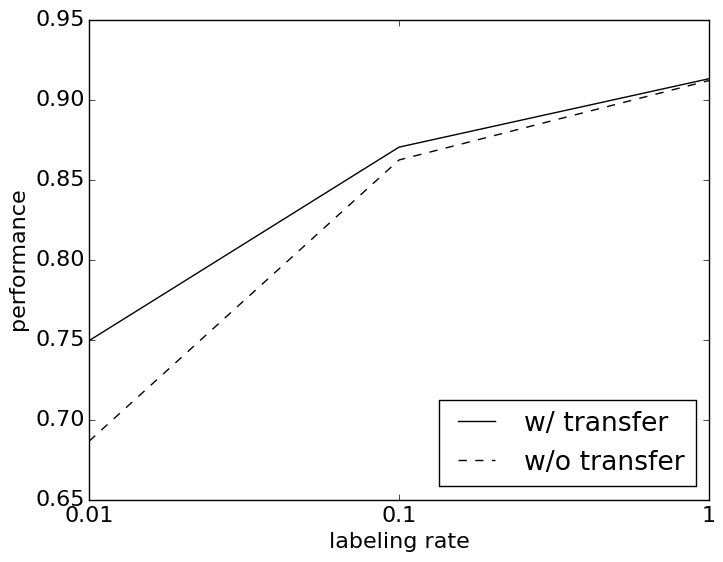 0.95
0.90
0.85
0.80
0.75
0.70
0.65
performance
w/ transfer
w/o transfer
0.01 0.1 1
labeling rate